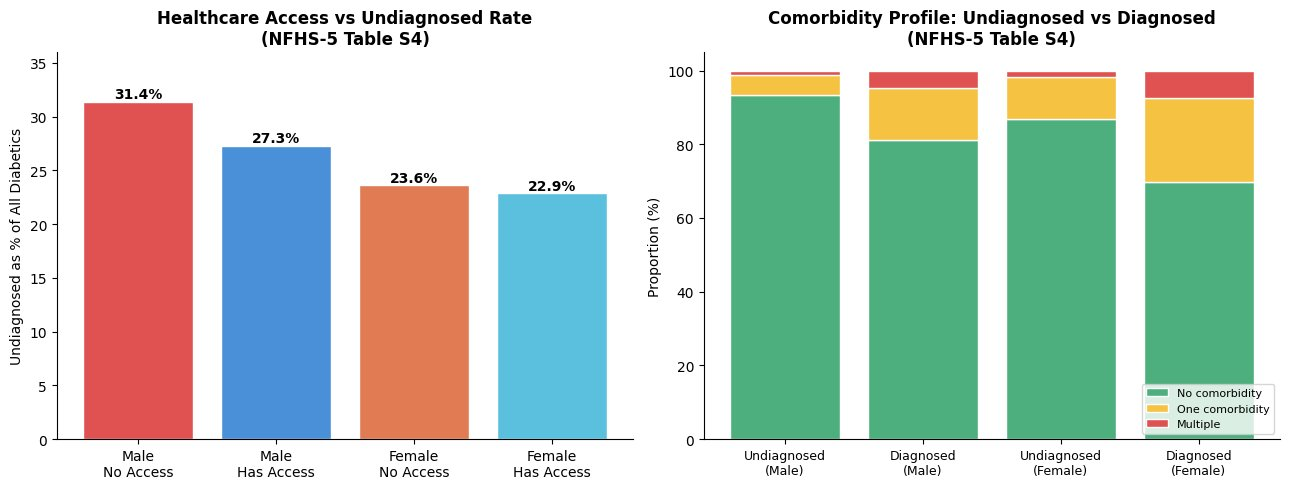 Healthcare Access vs Undiagnosed Rate
(NFHS-5 Table S4)
Undiagnosed as % of All Diabetics
35
30
25
20
15
10
5
0
31.4%
27.3%
23.6%
22.9%
Male
No Access
Male
Has Access
Female
No Access
Female
Has Access
Comorbidity Profile: Undiagnosed vs Diagnosed
(NFHS-5 Table S4)
Proportion (%)
100
80
60
40
20
0
No comorbidity
One comorbidity
Multiple
Undiagnosed
(Male)
Diagnosed
(Male)
Undiagnosed
(Female)
Diagnosed
(Female)